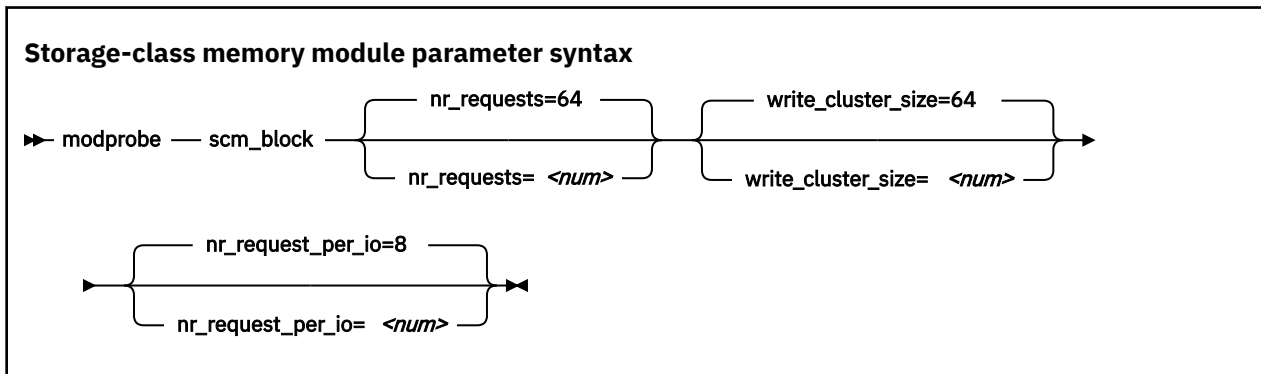 Storage-class memory module parameter syntax
nr_requests=64 write_cluster_size=64
modprobe scm_block
nr_requests= <num> write_cluster_size= <num>
nr_request_per_io=8
nr_request_per_io= <num>